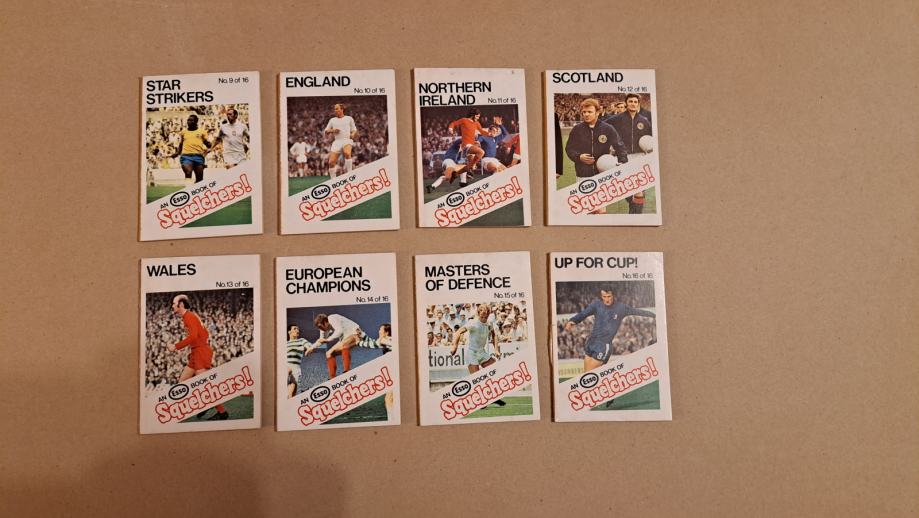 STAR
STRIKERS
No.9 of 16
AN Esso BOOK OF
Squelchers!
ENGLAND
No.10 of 16
AN Esso BOOK OF
Squelchers!
NORTHERN
IRELAND No.11 of 16
AN Esso BOOK OF
Squelchers!
SCOTLAND
No.12 of 16
AN Esso BOOK OF
Squelchers!
WALES
No.13 of 16
AN Esso BOOK OF
Squelchers!
EUROPEAN
CHAMPIONS
No.14 of 16
AN Esso BOOK OF
Squelchers!
MASTERS
OF DEFENCE
No.15 of 16
tional
AN Esso BOOK OF
Squelchers!
UP FOR CUP!
No.16 of 16
8
AN Esso BOOK OF
Squelchers!